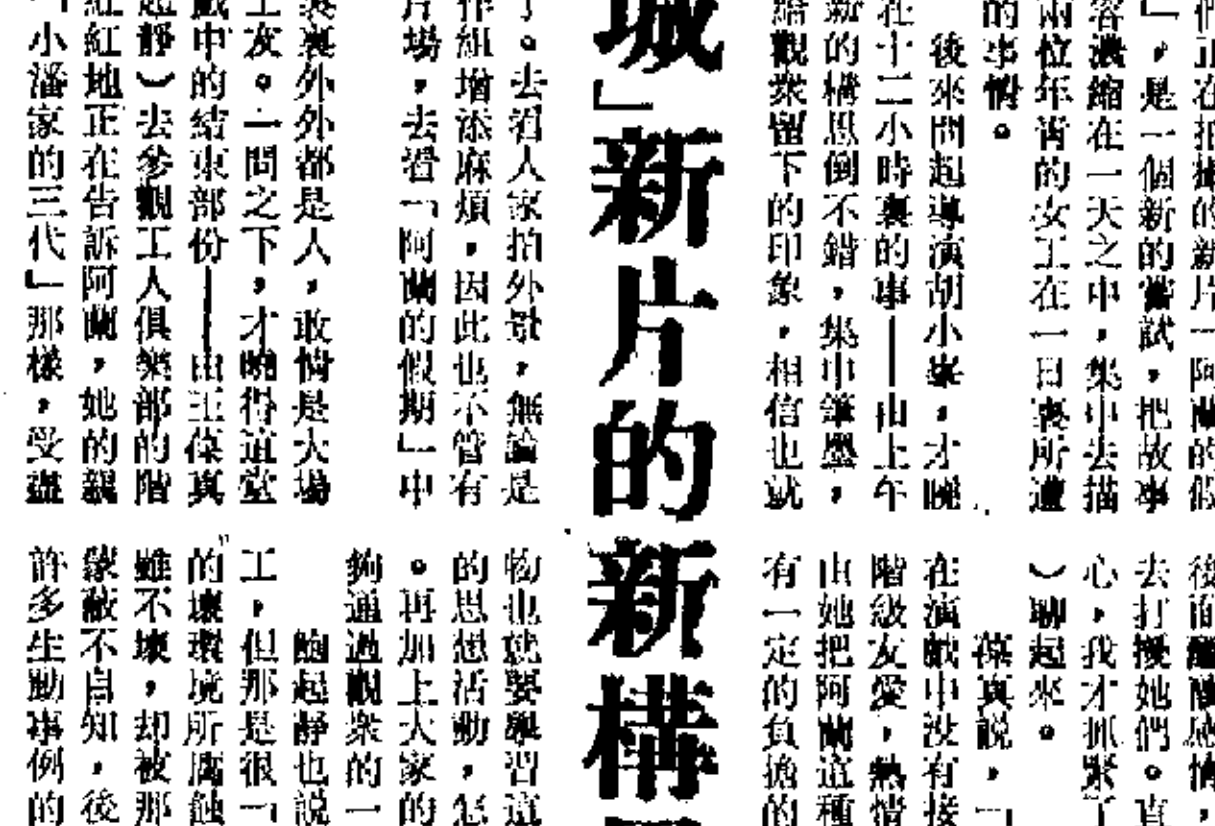 們正在拍攝的新片「阿蘭的假
」，是一個新的嘗試，把故事
容濃縮在一天之中，集中去描
兩位年青的女工在一日裏所遭
的事情。
後來問起導演胡小峯，才曉
在十二小時裏的事——由上午
新的構思倒不錯，集中筆墨，
給觀衆留下的印象，相信也就
後面醞釀感情，
去打擾她們。直
心，我才抓緊了
）聊起來。
葆真說，「
在演戲中沒有接
階級友愛，熱情
由她把阿蘭這種
有一定的負擔的
城」新片的新構
了。去看人家拍外景，無論是
作組增添麻煩，因此也不管有
片場，去看「阿蘭的假期」中
裏裏外外都是人，敢情是大場
工友。一問之下，才曉得這堂
戲中的結束部份——由王葆真
起靜）去參觀工人俱樂部的階
紅紅地正在告訴阿蘭，她的親
「小潘家的三代」那樣，受盡
物也就要學習這
的思想活動，怎
。再加上大家的
夠通過觀衆的一
鮑起靜也說
工，但那是很「
的壞環境所腐蝕
雖不壞，却被那
蒙蔽不自知，後
許多生動事例的